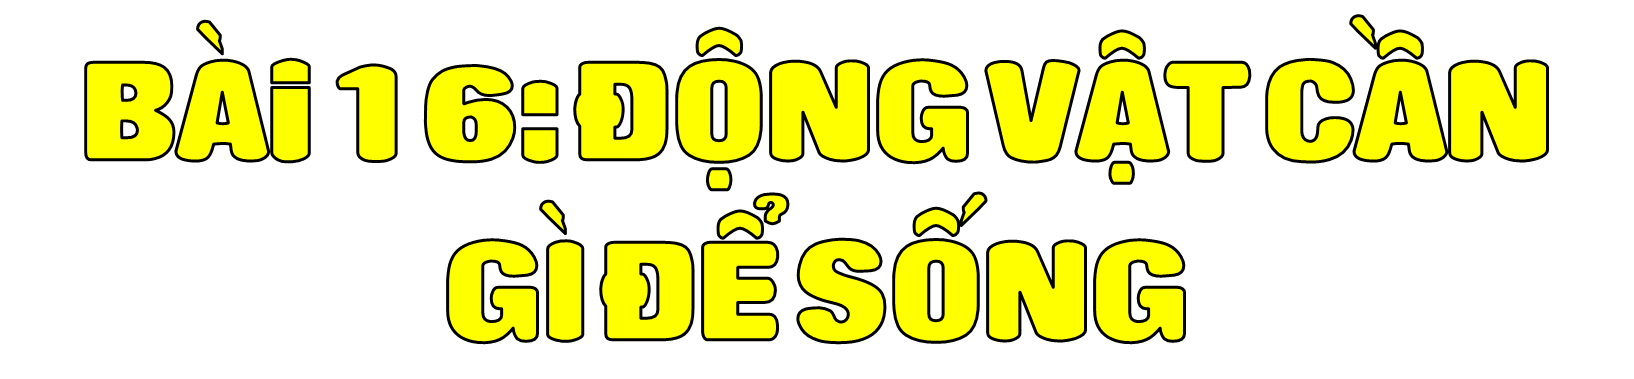 BÀi 16: ĐỘNG VẬT CẦN
GÌ ĐỂ SỐNG